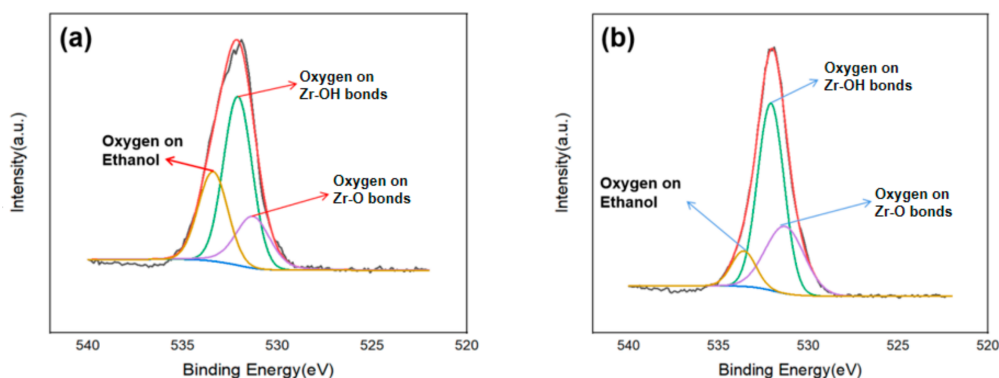 (a)
Oxygen on
Zr-OH bonds
Oxygen on
Ethanol
Oxygen on
Zr-O bonds
Intensity(a.u.)
540 535 530 525 520
Binding Energy(eV)
(b)
Oxygen on
Zr-OH bonds
Oxygen on
Ethanol
Oxygen on
Zr-O bonds
Intensity(a.u.)
540 535 530 525 520
Binding Energy(eV)